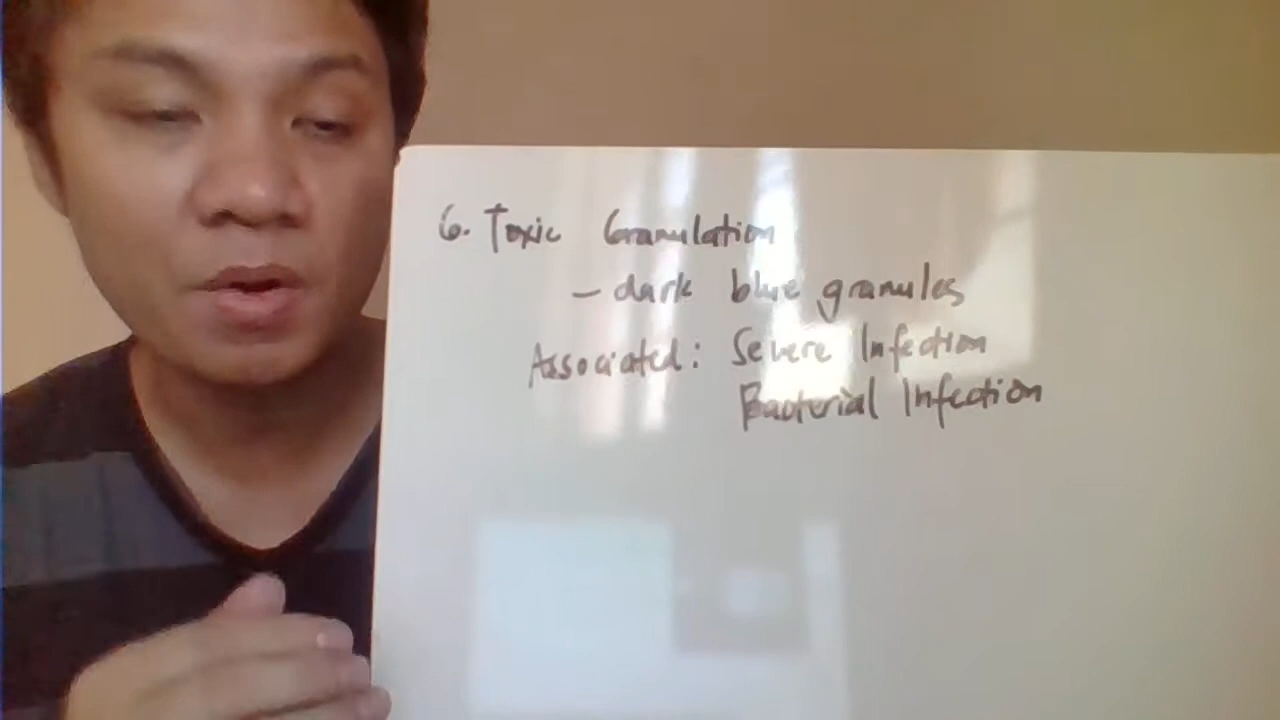 6. Toxic Granulation
- dark blue granules
Associated: Severe Infection
Bacterial Infection